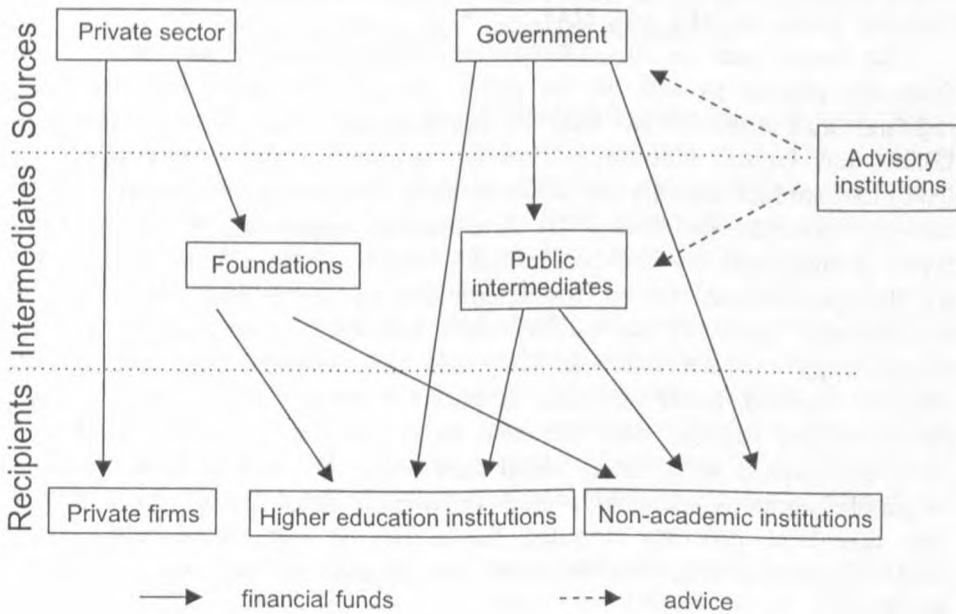 Sources
Private sector
Government
Advisory
institutions
Intermediates
Foundations
Public
intermediates
Recipients
Private firms
Higher education institutions
Non-academic institutions
financial funds
advice